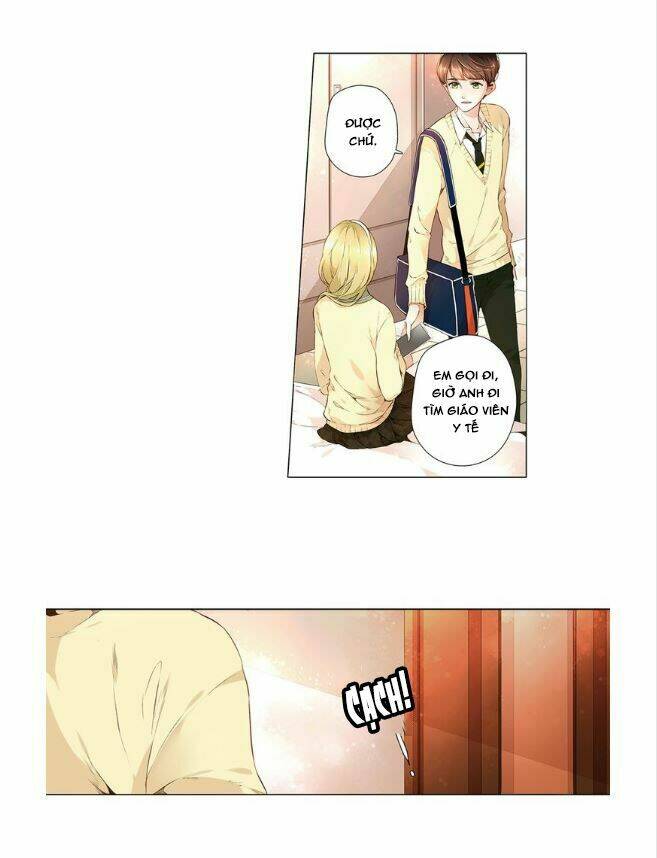 ĐƯỢC
CHỨ.
EM GỌI ĐI,
GIỜ ANH ĐI
TÌM GIÁO VIÊN
Y TẾ
CẠCH!